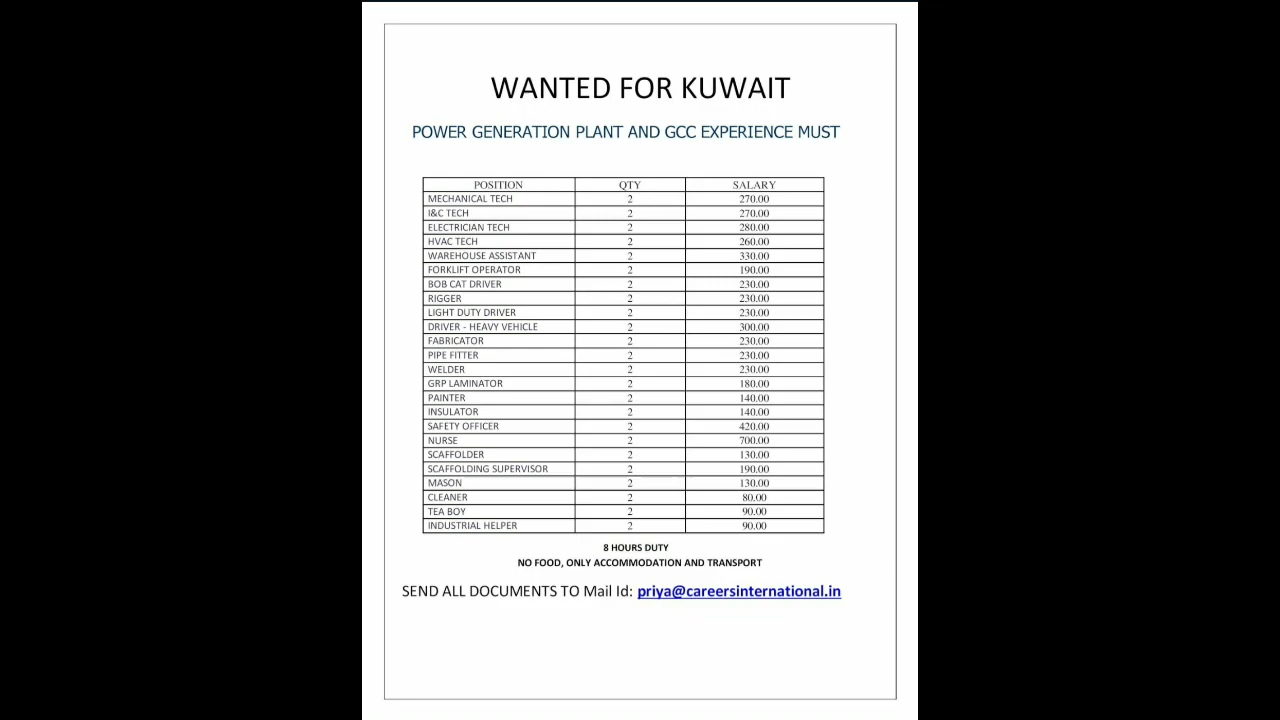 WANTED FOR KUWAIT
POWER GENERATION PLANT AND GCC EXPERIENCE MUST
POSITION QTY SALARY
MECHANICAL TECH 2 270.00
I&C TECH 2 270.00
ELECTRICIAN TECH 2 280.00
HVAC TECH 2 260.00
WAREHOUSE ASSISTANT 2 330.00
FORKLIFT OPERATOR 2 190.00
BOB CAT DRIVER 2 230.00
RIGGER 2 230.00
LIGHT DUTY DRIVER 2 230.00
DRIVER - HEAVY VEHICLE 2 300.00
FABRICATOR 2 230.00
PIPE FITTER 2 230.00
WELDER 2 230.00
GRP LAMINATOR 2 180.00
PAINTER 2 140.00
INSULATOR 2 140.00
SAFETY OFFICER 2 420.00
NURSE 2 700.00
SCAFFOLDER 2 130.00
SCAFFOLDING SUPERVISOR 2 190.00
MASON 2 130.00
CLEANER 2 80.00
TEA BOY 2 90.00
INDUSTRIAL HELPER 2 90.00
8 HOURS DUTY
NO FOOD, ONLY ACCOMMODATION AND TRANSPORT
SEND ALL DOCUMENTS TO Mail Id: priya@careersinternational.in